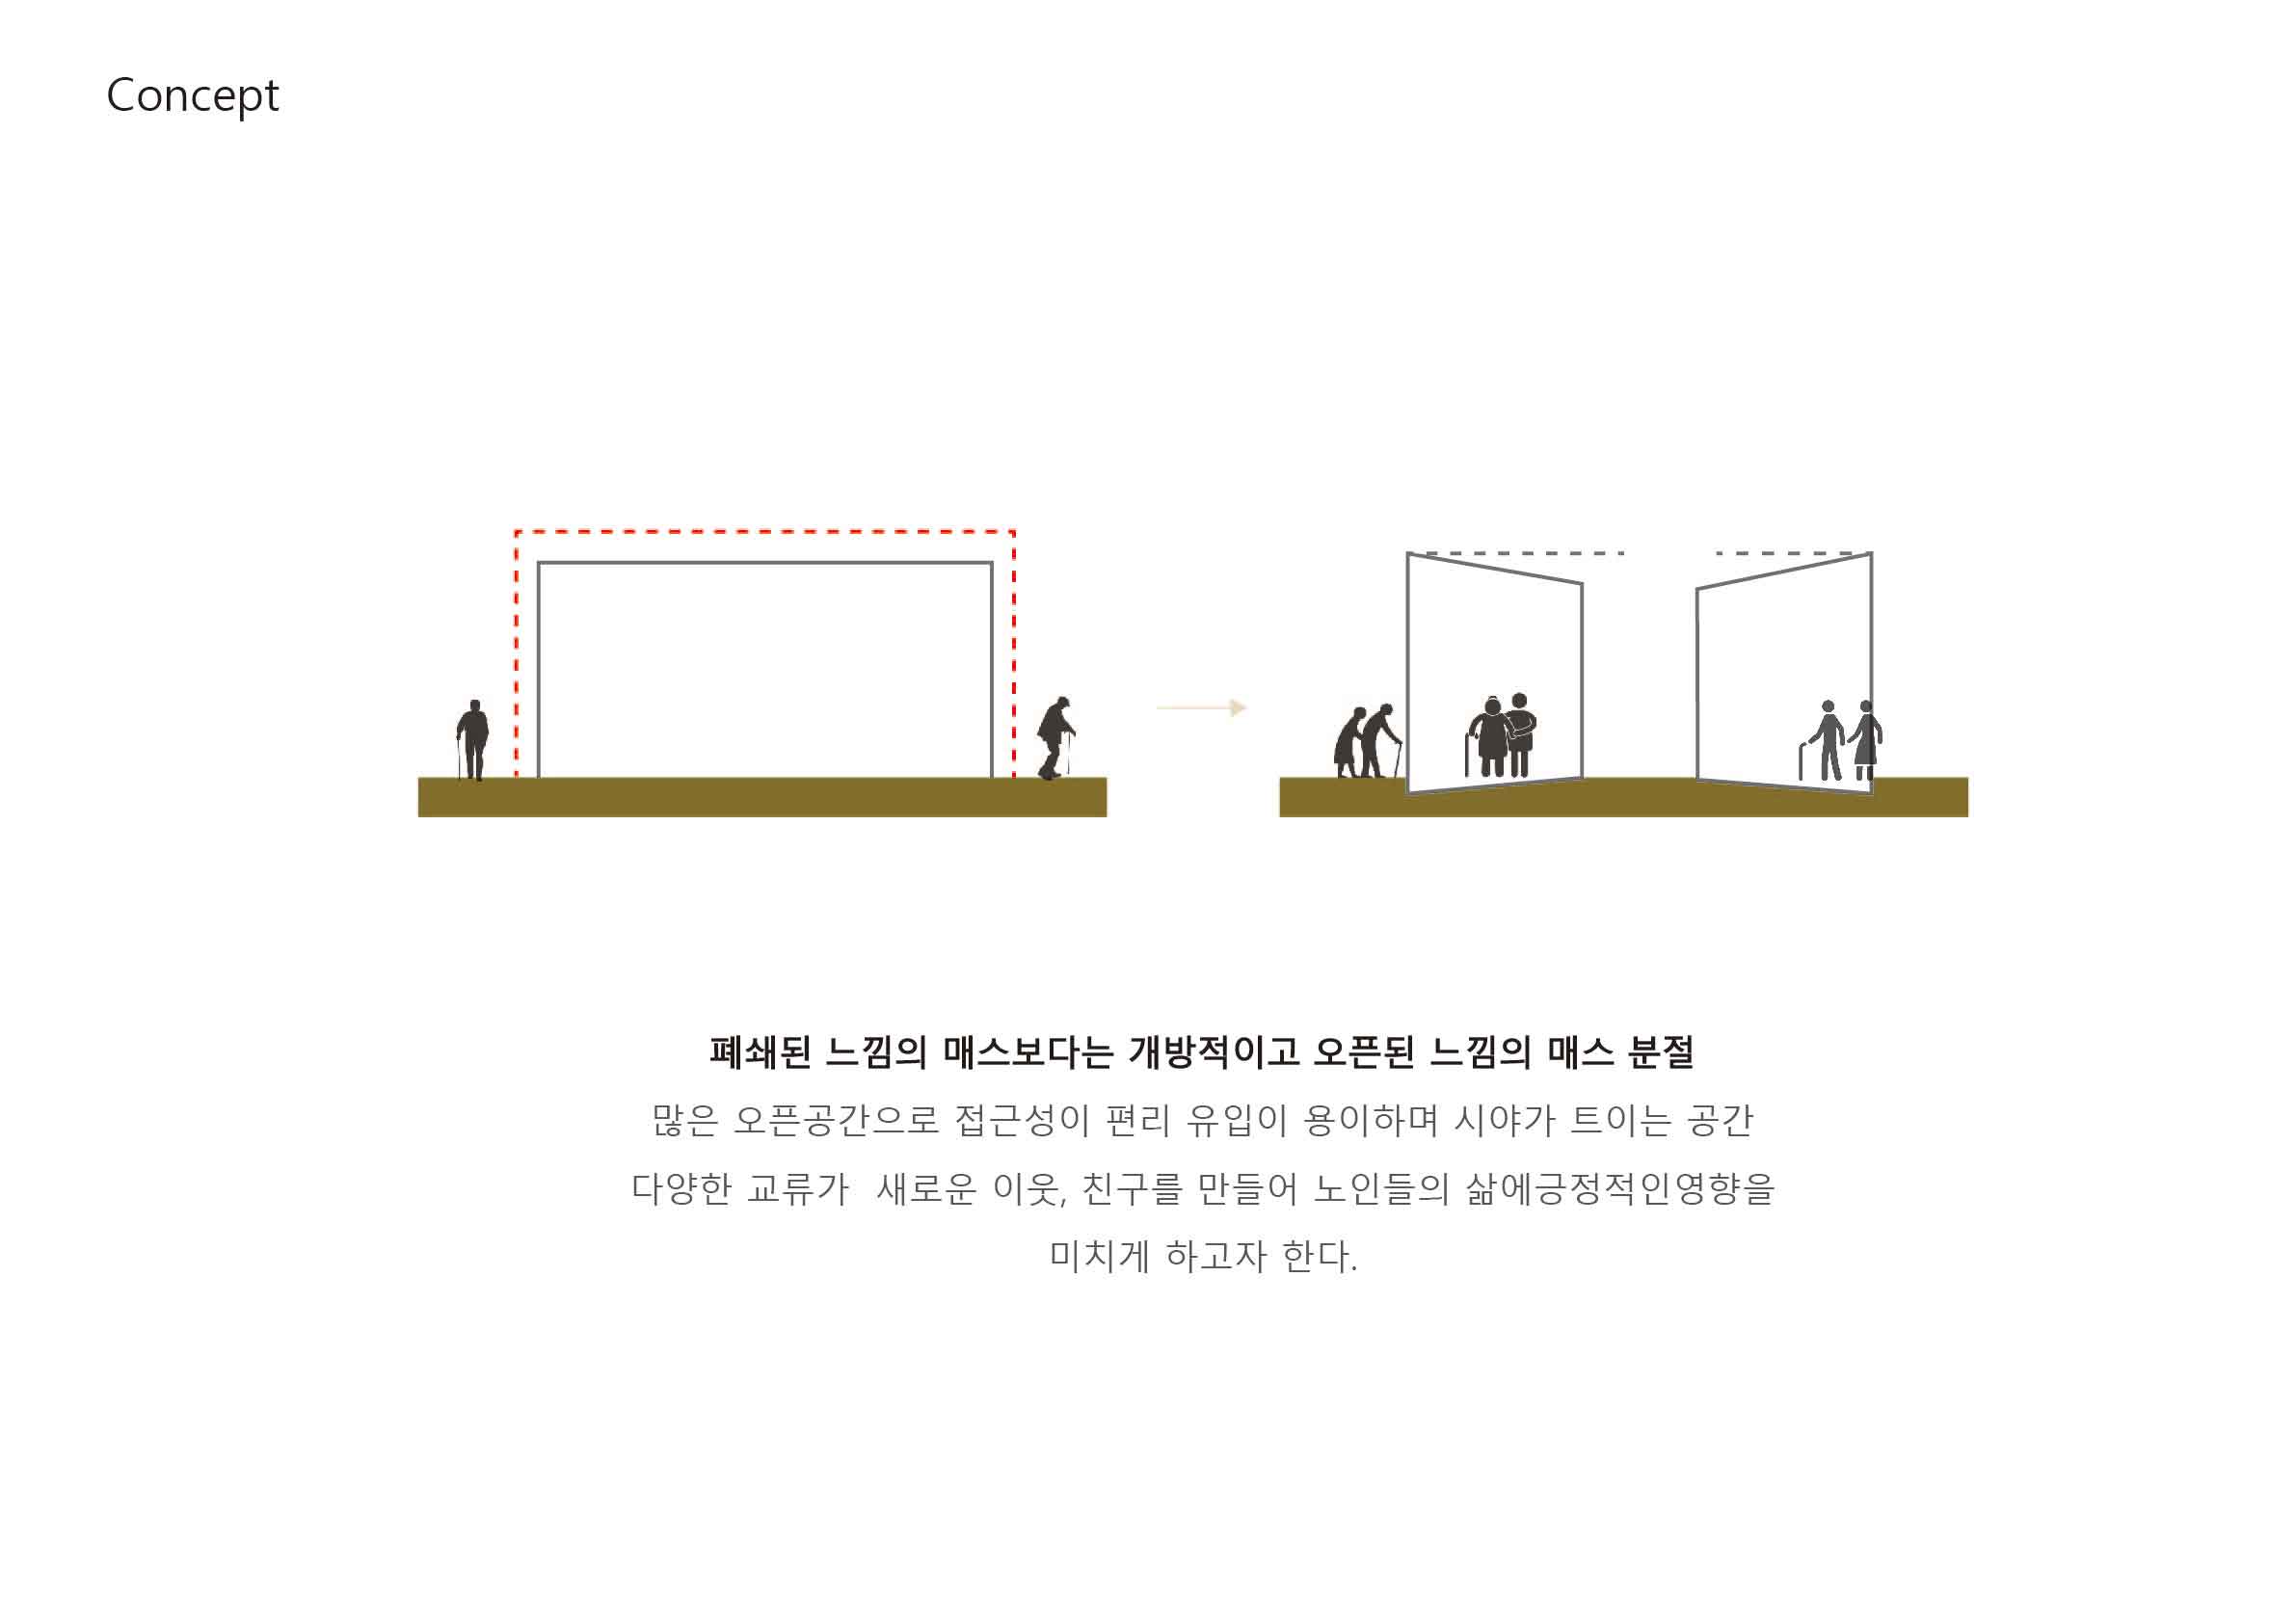 Concept
폐쇄된 느낌의 매스보다는 개방적이고 오픈된 느낌의 매스 분절
많은 오픈공간으로 접근성이 편리 유입이 용이하며 시야가 트이는 공간
다양한 교류가  새로운 이웃, 친구를 만들어 노인들의 삶에긍정적인영향을
미치게 하고자 한다.